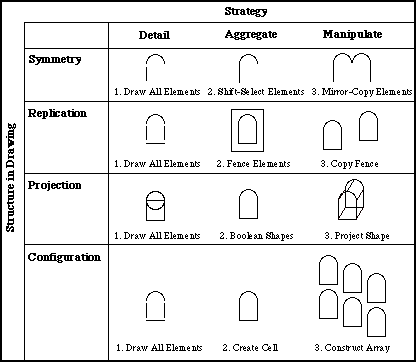 Strategy
Detail Aggregate Manipulate
Structure in Drawing
Symmetry
1. Draw All Elements 2. Shift-Select Elements 3. Mirror-Copy Elements
Replication
1. Draw All Elements 2. Fence Elements 3. Copy Fence
Projection
1. Draw All Elements 2. Boolean Shapes 3. Project Shape
Configuration
1. Draw All Elements 2. Create Cell 3. Construct Array